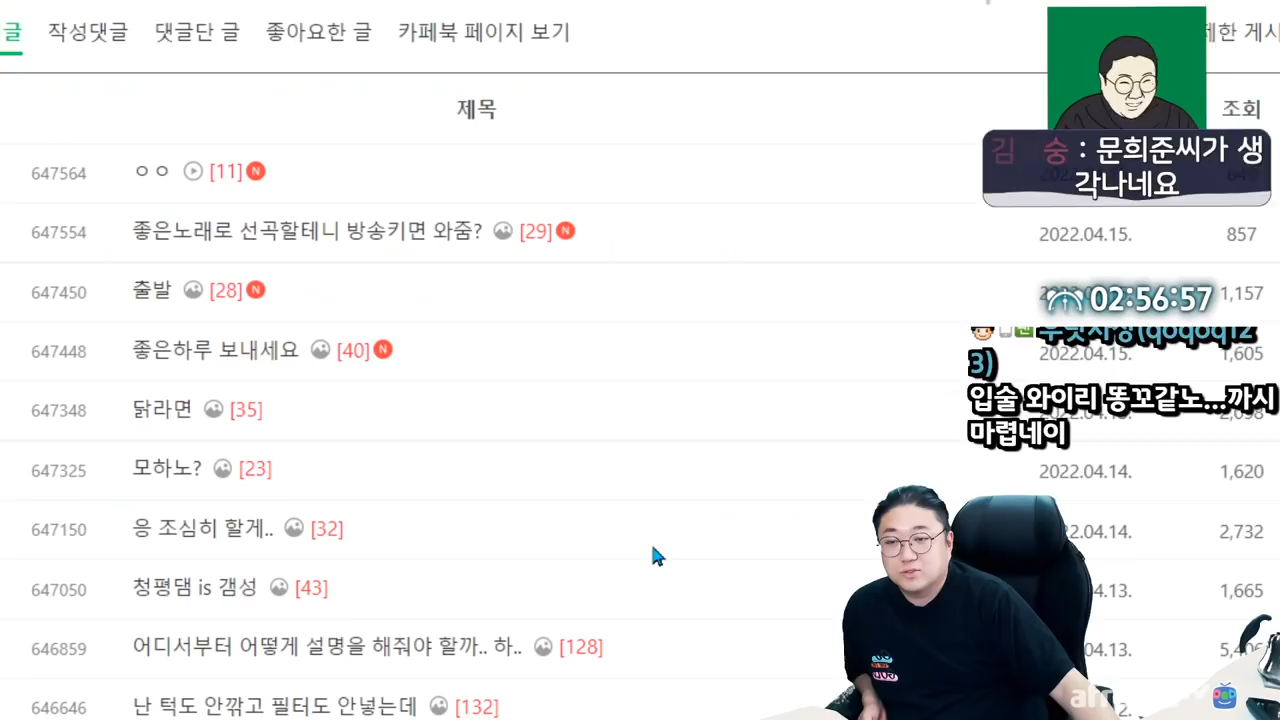 글 작성댓글 댓글단 글 좋아요한 글 카페북 페이지 보기
제목 조회
647564 ㅇㅇ [11] N
647554 좋은노래로 선곡할테니 방송키면 와줌? [29] N 2022.04.15. 857
647450 출발 [28] N 1,157
647448 좋은하루 보내세요 [40] N 2022.04.15. 1,605
647348 닭라면 [35]
647325 모하노? [23] 2022.04.14. 1,620
647150 응 조심히 할게.. [32] 04.14. 2,732
647050 청평댐 is 갬성 [43] 04.13. 1,665
646859 어디서부터 어떻게 설명을 해줘야 할까.. 하.. [128] 04.13.
646646 난 턱도 안깎고 필터도 안넣는데 [132]
김 숭 : 문희준씨가 생
각나네요
02:56:57
3)
입술 와이리 똥꼬같노...까시
마렵네이